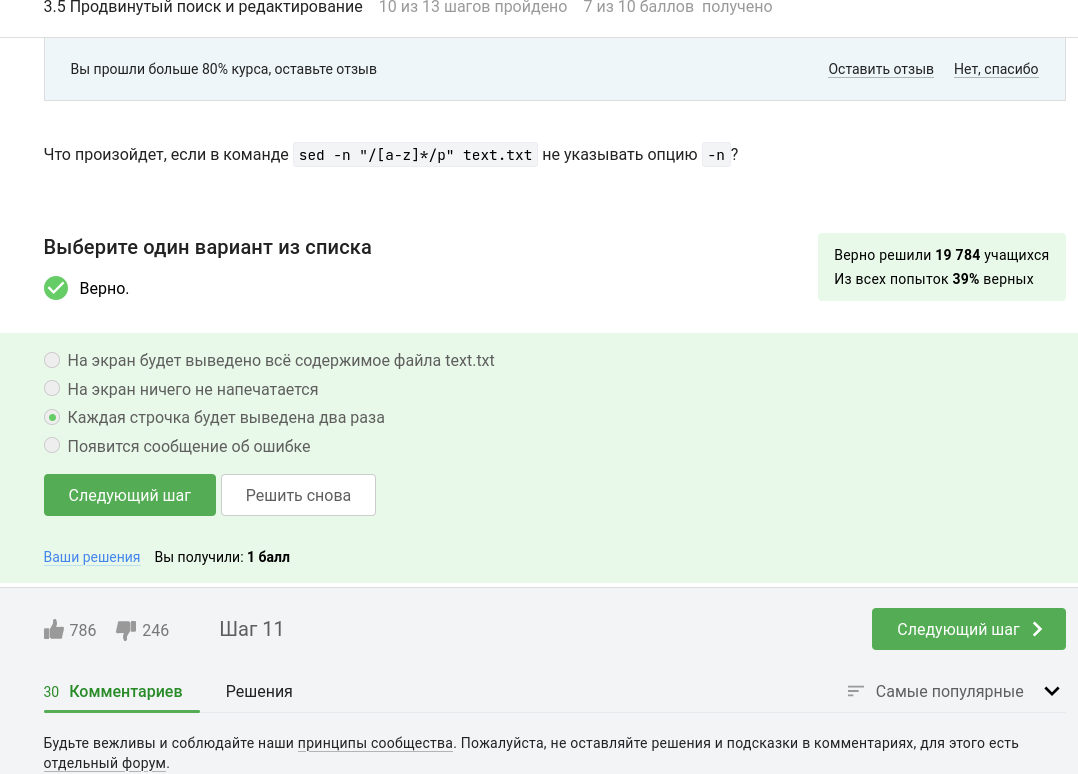 3.5 Продвинутый поиск и редактирование 10 из 13 шагов пройдено 7 из 10 баллов получено
Вы прошли больше 80% курса, оставьте отзыв Оставить отзыв Нет, спасибо
Что произойдет, если в команде sed -n "/[a-z]*/p" text.txt не указывать опцию -n?
Выберите один вариант из списка
Верно.
Верно решили 19 784 учащихся
Из всех попыток 39% верных
На экран будет выведено всё содержимое файла text.txt
На экран ничего не напечатается
Каждая строчка будет выведена два раза
Появится сообщение об ошибке
Следующий шаг Решить снова
Ваши решения Вы получили: 1 балл
786 246 Шаг 11 Следующий шаг
30 Комментариев Решения Самые популярные
Будьте вежливы и соблюдайте наши принципы сообщества. Пожалуйста, не оставляйте решения и подсказки в комментариях, для этого есть
отдельный форум.